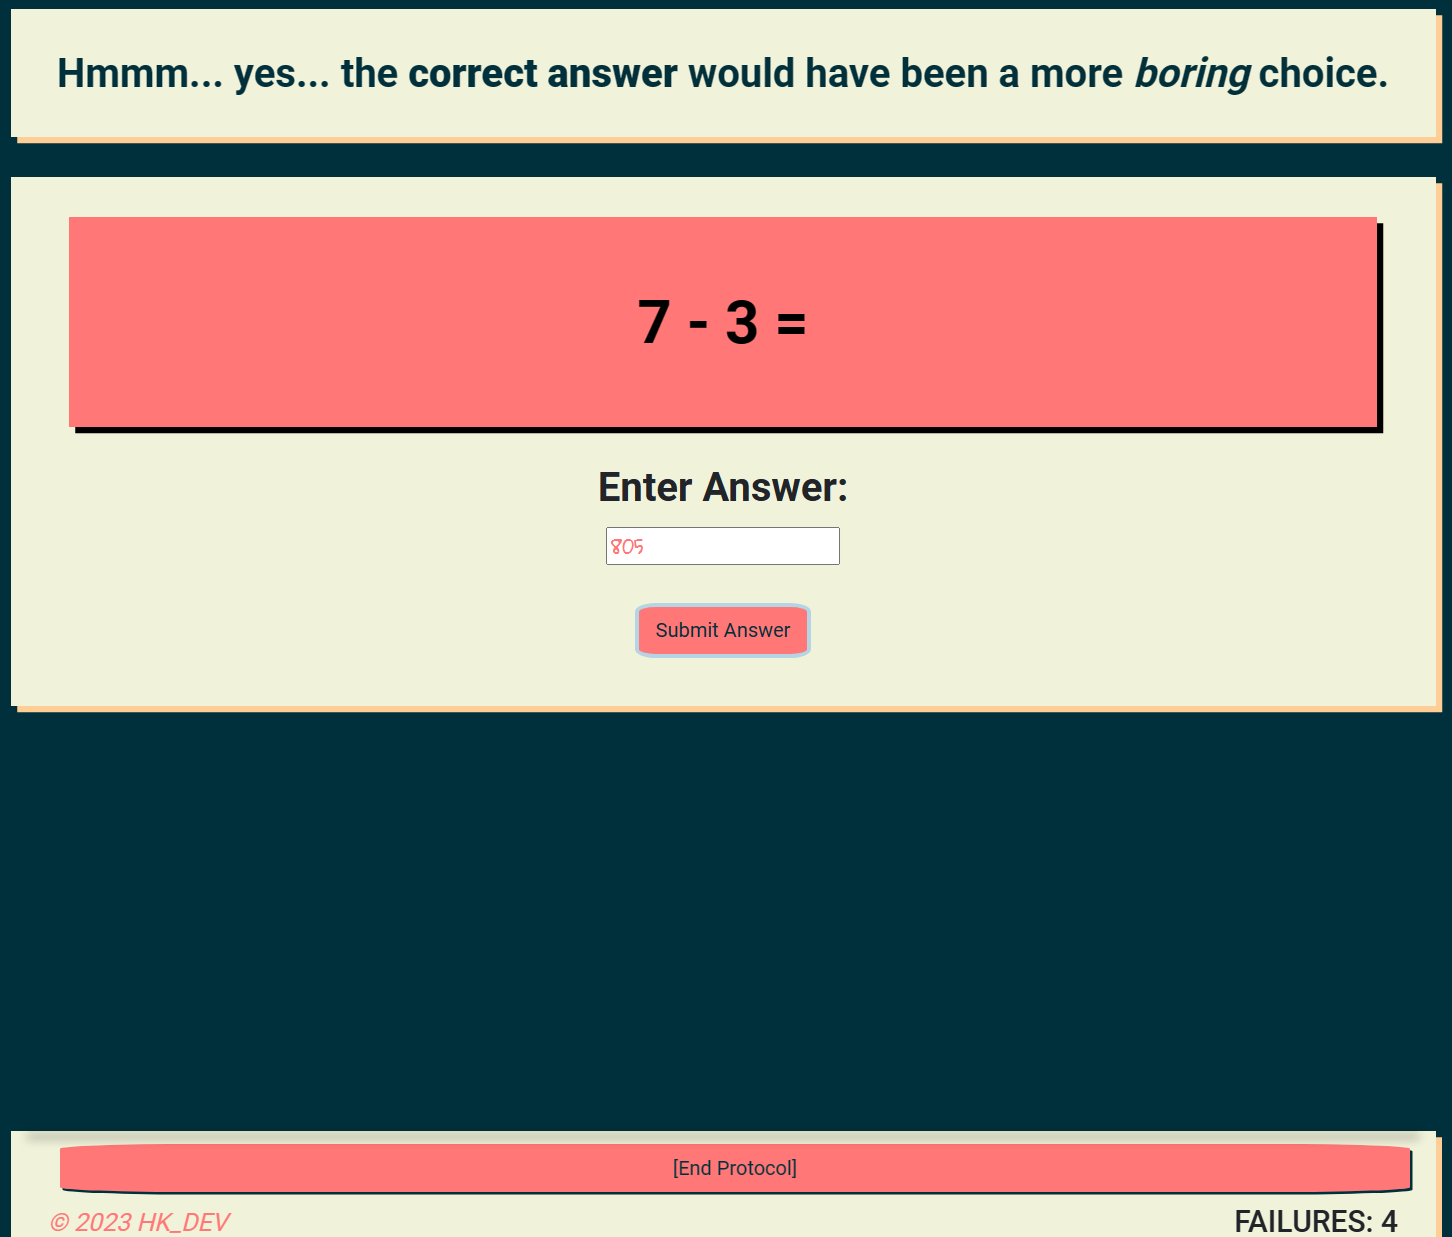 Hmmm... yes... the correct answer would have been a more boring choice.
7 - 3 =
Enter Answer:
805
Submit Answer
[End Protocol]
© 2023 HK_DEV
FAILURES: 4